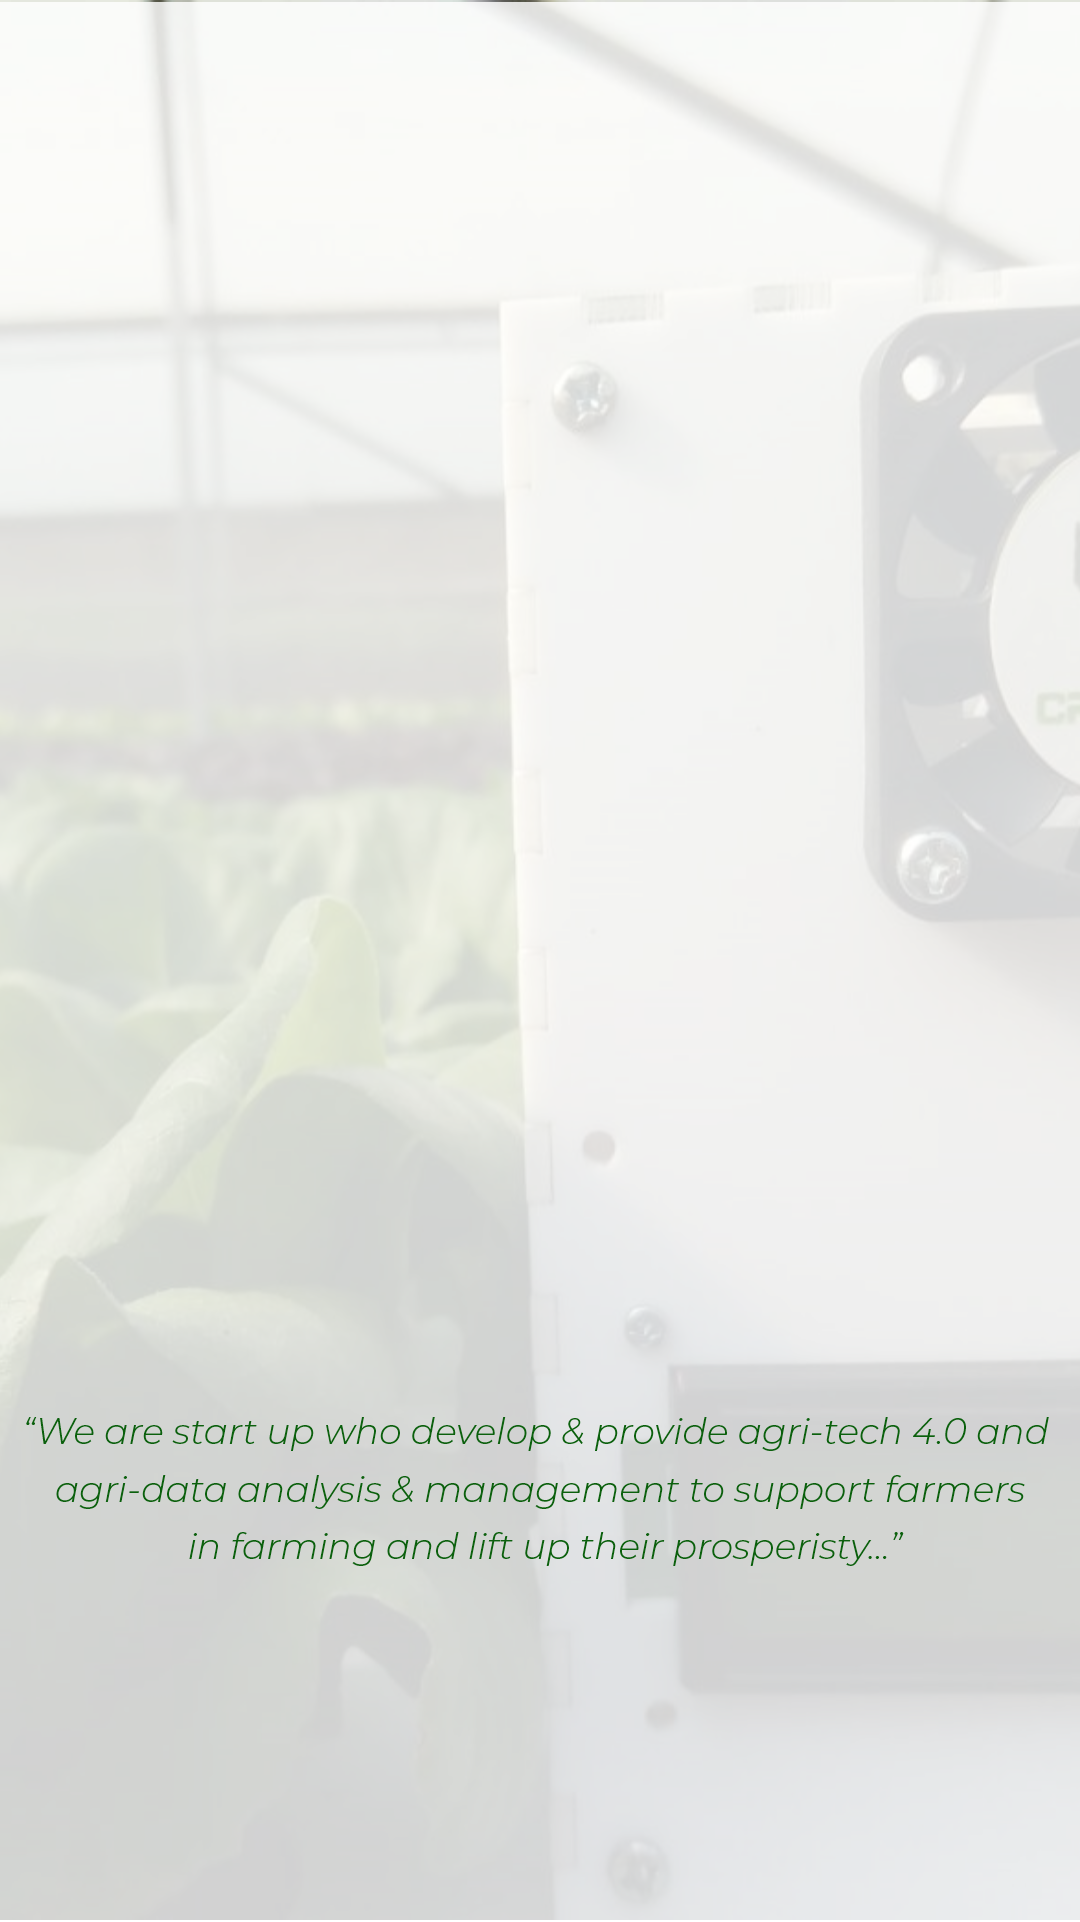 “We are start up who develop & provide agri-tech 4.0 and
agri-data analysis & management to support farmers
in farming and lift up their prosperisty...”